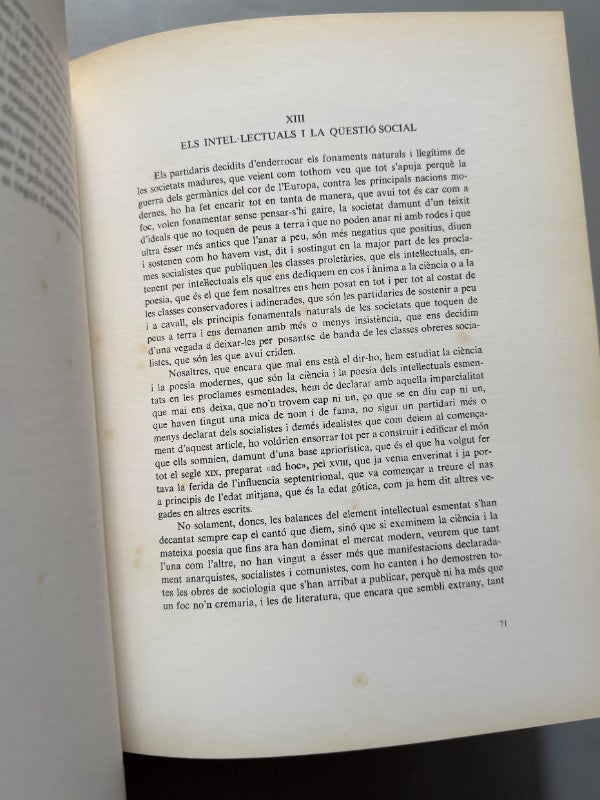 XIII
ELS INTEL·LECTUALS I LA QÜESTIÓ SOCIAL
Els partidaris decidits d'enderrocar els fonaments naturals i llegítims de
les societats madures, que veient com tothom veu que tot s'apuja perquè la
guerra dels germànics del cor de l'Europa, contra les principals nacions mo-
dernes, ho ha fet encarir tot en tanta de manera, que avui tot és car com a
foc, volen fonamentar sense pensar-s'hi gaire, la societat damunt d'un teixit
d'ideals que no toquen de peus a terra i que no poden anar ni amb rodes i que
ultra ésser més antics que l'anar a peu, són més negatius que positius, diuen
i sostenen com ho havem vist, dit i sostingut en la major part de les procla-
mes socialistes que publiquen les classes proletàries, que els intellectuals, en-
tenent per intellectuals els que ens dediquem en cos i ànima a la ciència o a la
poesia, que és el que fem nosaltres ens hem posat en tot i per tot al costat de
les classes conservadores i adinerades, que són les partidàries de sostenir a peu
i a cavall, els principis fonamentals naturals de les societats que toquen de
peus a terra i ens demanen amb més o menys insistència, que ens decidim
d'una vegada a deixar-les per posantse de banda de les classes obreres socia-
listes, que són les que avui criden.
Nosaltres, que encara que mal ens està el dir-ho, hem estudiat la ciència
i la poesia modernes, que són la ciència i la poesia dels intellectuals esmen-
tats en les proclames esmentades, hem de declarar amb aquella imparcialitat
que mai ens deixa, que no'n trovem cap ni un, ço que se en diu cap ni un,
que haven tingut una mica de nom i de fama, no sigui un partidari més o
menys declarat dels socialistes i demés idealistes que com deiem al comença-
ment d'aquest article, ho voldrien ensorrar tot per a construir i edificar el món
que ells somnien, damunt d'una base apriorística, que és el que ha volgut fer
tot el segle XIX, preparat «ad hoc», pel XVIII, que ja venia enverinat i ja por-
tava la ferida de l'influència septentrional, que va començar a treure el nas
a principis de l'edat mitjana, que és la edat gótica, com ja hem dit altres ve-
gades en altres escrits.
No solament, doncs, les balances del element intellectual esmentat s'han
decantat sempre cap el cantó que diem, sinó que si exeminem la ciència i la
mateixa poesia que fins ara han dominat el mercat modern, veurem que tant
l'una com l'altre, no han vingut a ésser més que manifestacions declarada-
ment anarquistes, socialistes i comunistes, com ho canten i ho demostren to-
tes les obres de sociologia que s'han arribat a publicar, perquè ni ha més que
un foc no'n cremaria, i les de literatura, que encara que sembli extrany, tant
71